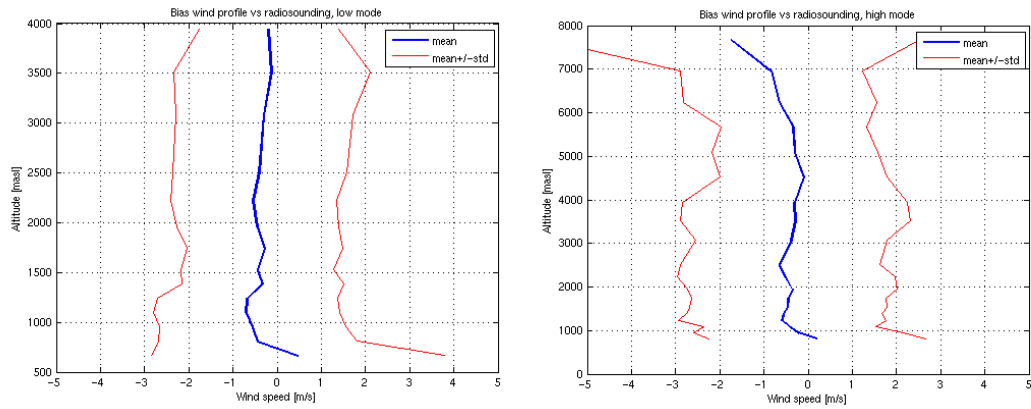 Bias wind profile vs radiosounding, low mode
4000
3500
3000
2500
2000
1500
1000
500
Altitude [masl]
mean
mean+/−std
−5 −4 −3 −2 −1 0 1 2 3 4 5
Wind speed [m/s]
Bias wind profile vs radiosounding, high mode
8000
7000
6000
5000
4000
3000
2000
1000
0
Altitude [masl]
mean
mean+/−std
−5 −4 −3 −2 −1 0 1 2 3 4 5
Wind speed [m/s]